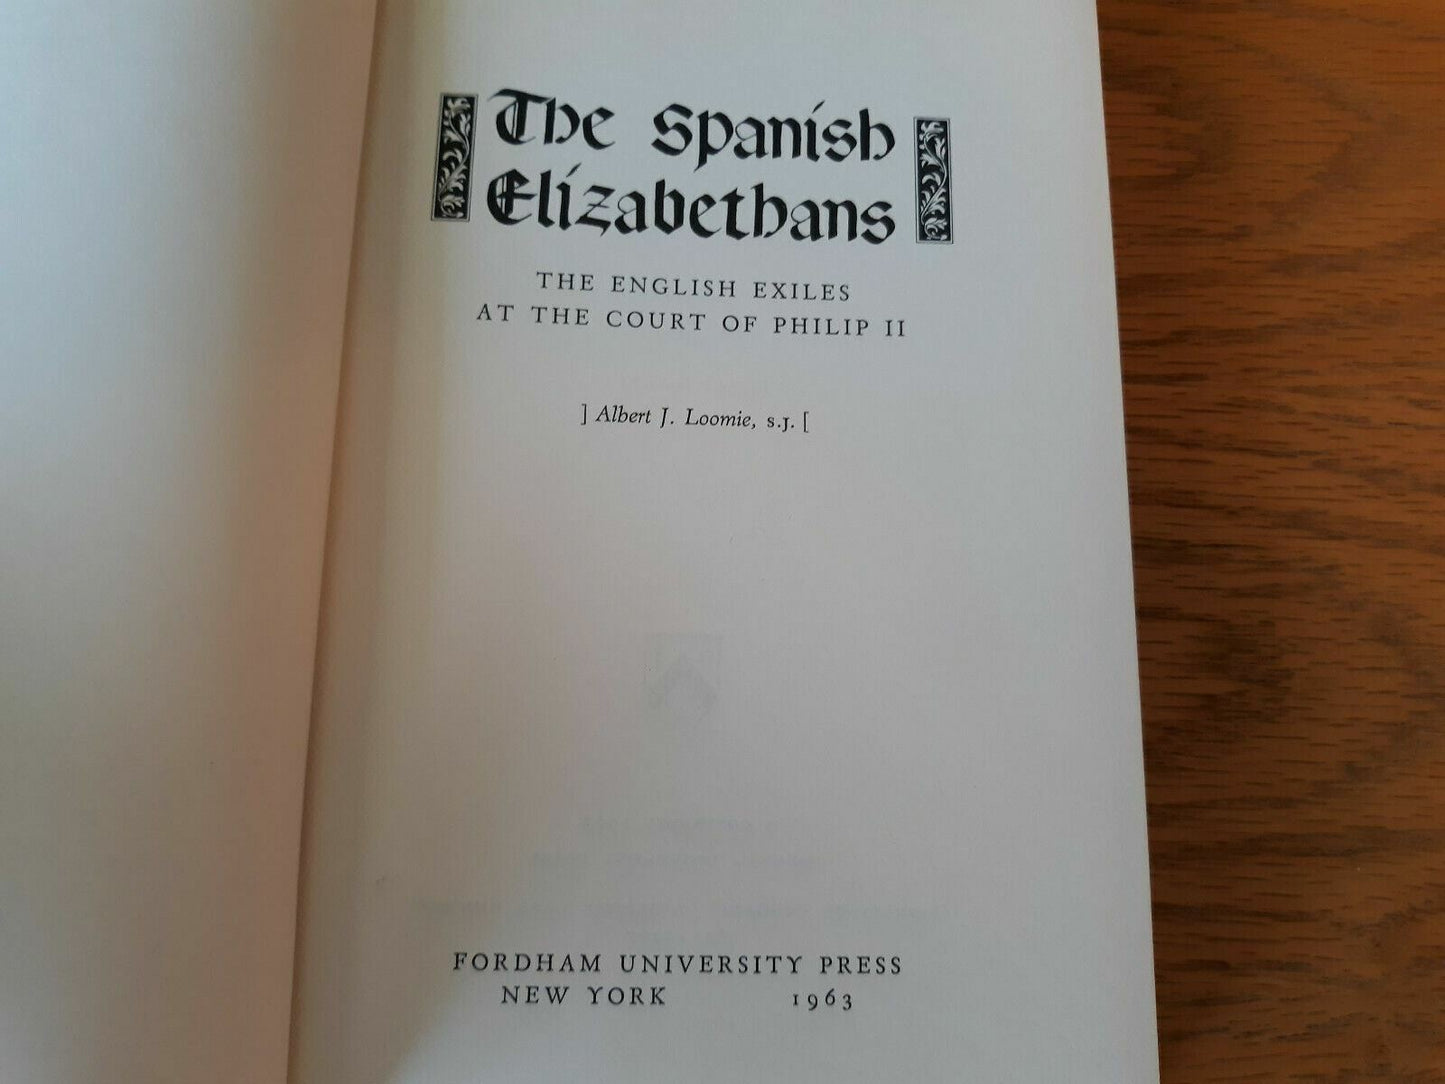 The Spanish
Elizabethans
THE ENGLISH EXILES
AT THE COURT OF PHILIP II
] Albert J. Loomie, S.J. [
FORDHAM UNIVERSITY PRESS
NEW YORK 1963